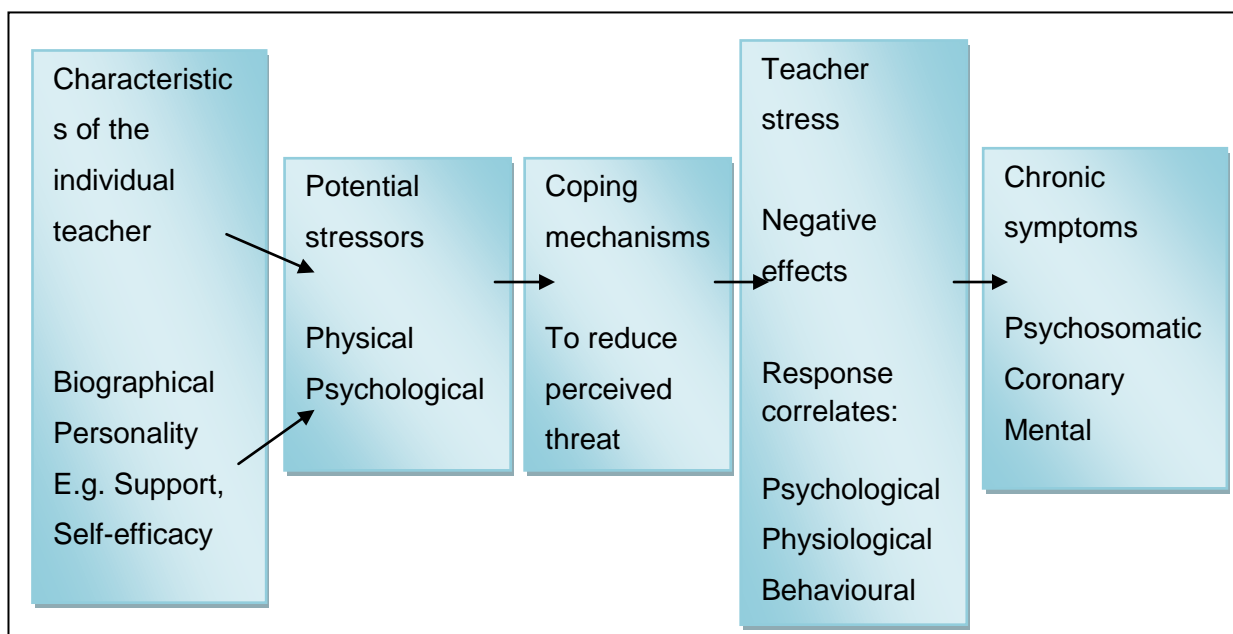 Characteristic
s of the
individual
teacher
Biographical
Personality
E.g. Support,
Self-efficacy
Potential
stressors
Physical
Psychological
Coping
mechanisms
To reduce
perceived
threat
Teacher
stress
Negative
effects
Response
correlates:
Psychological
Physiological
Behavioural
Chronic
symptoms
Psychosomatic
Coronary
Mental